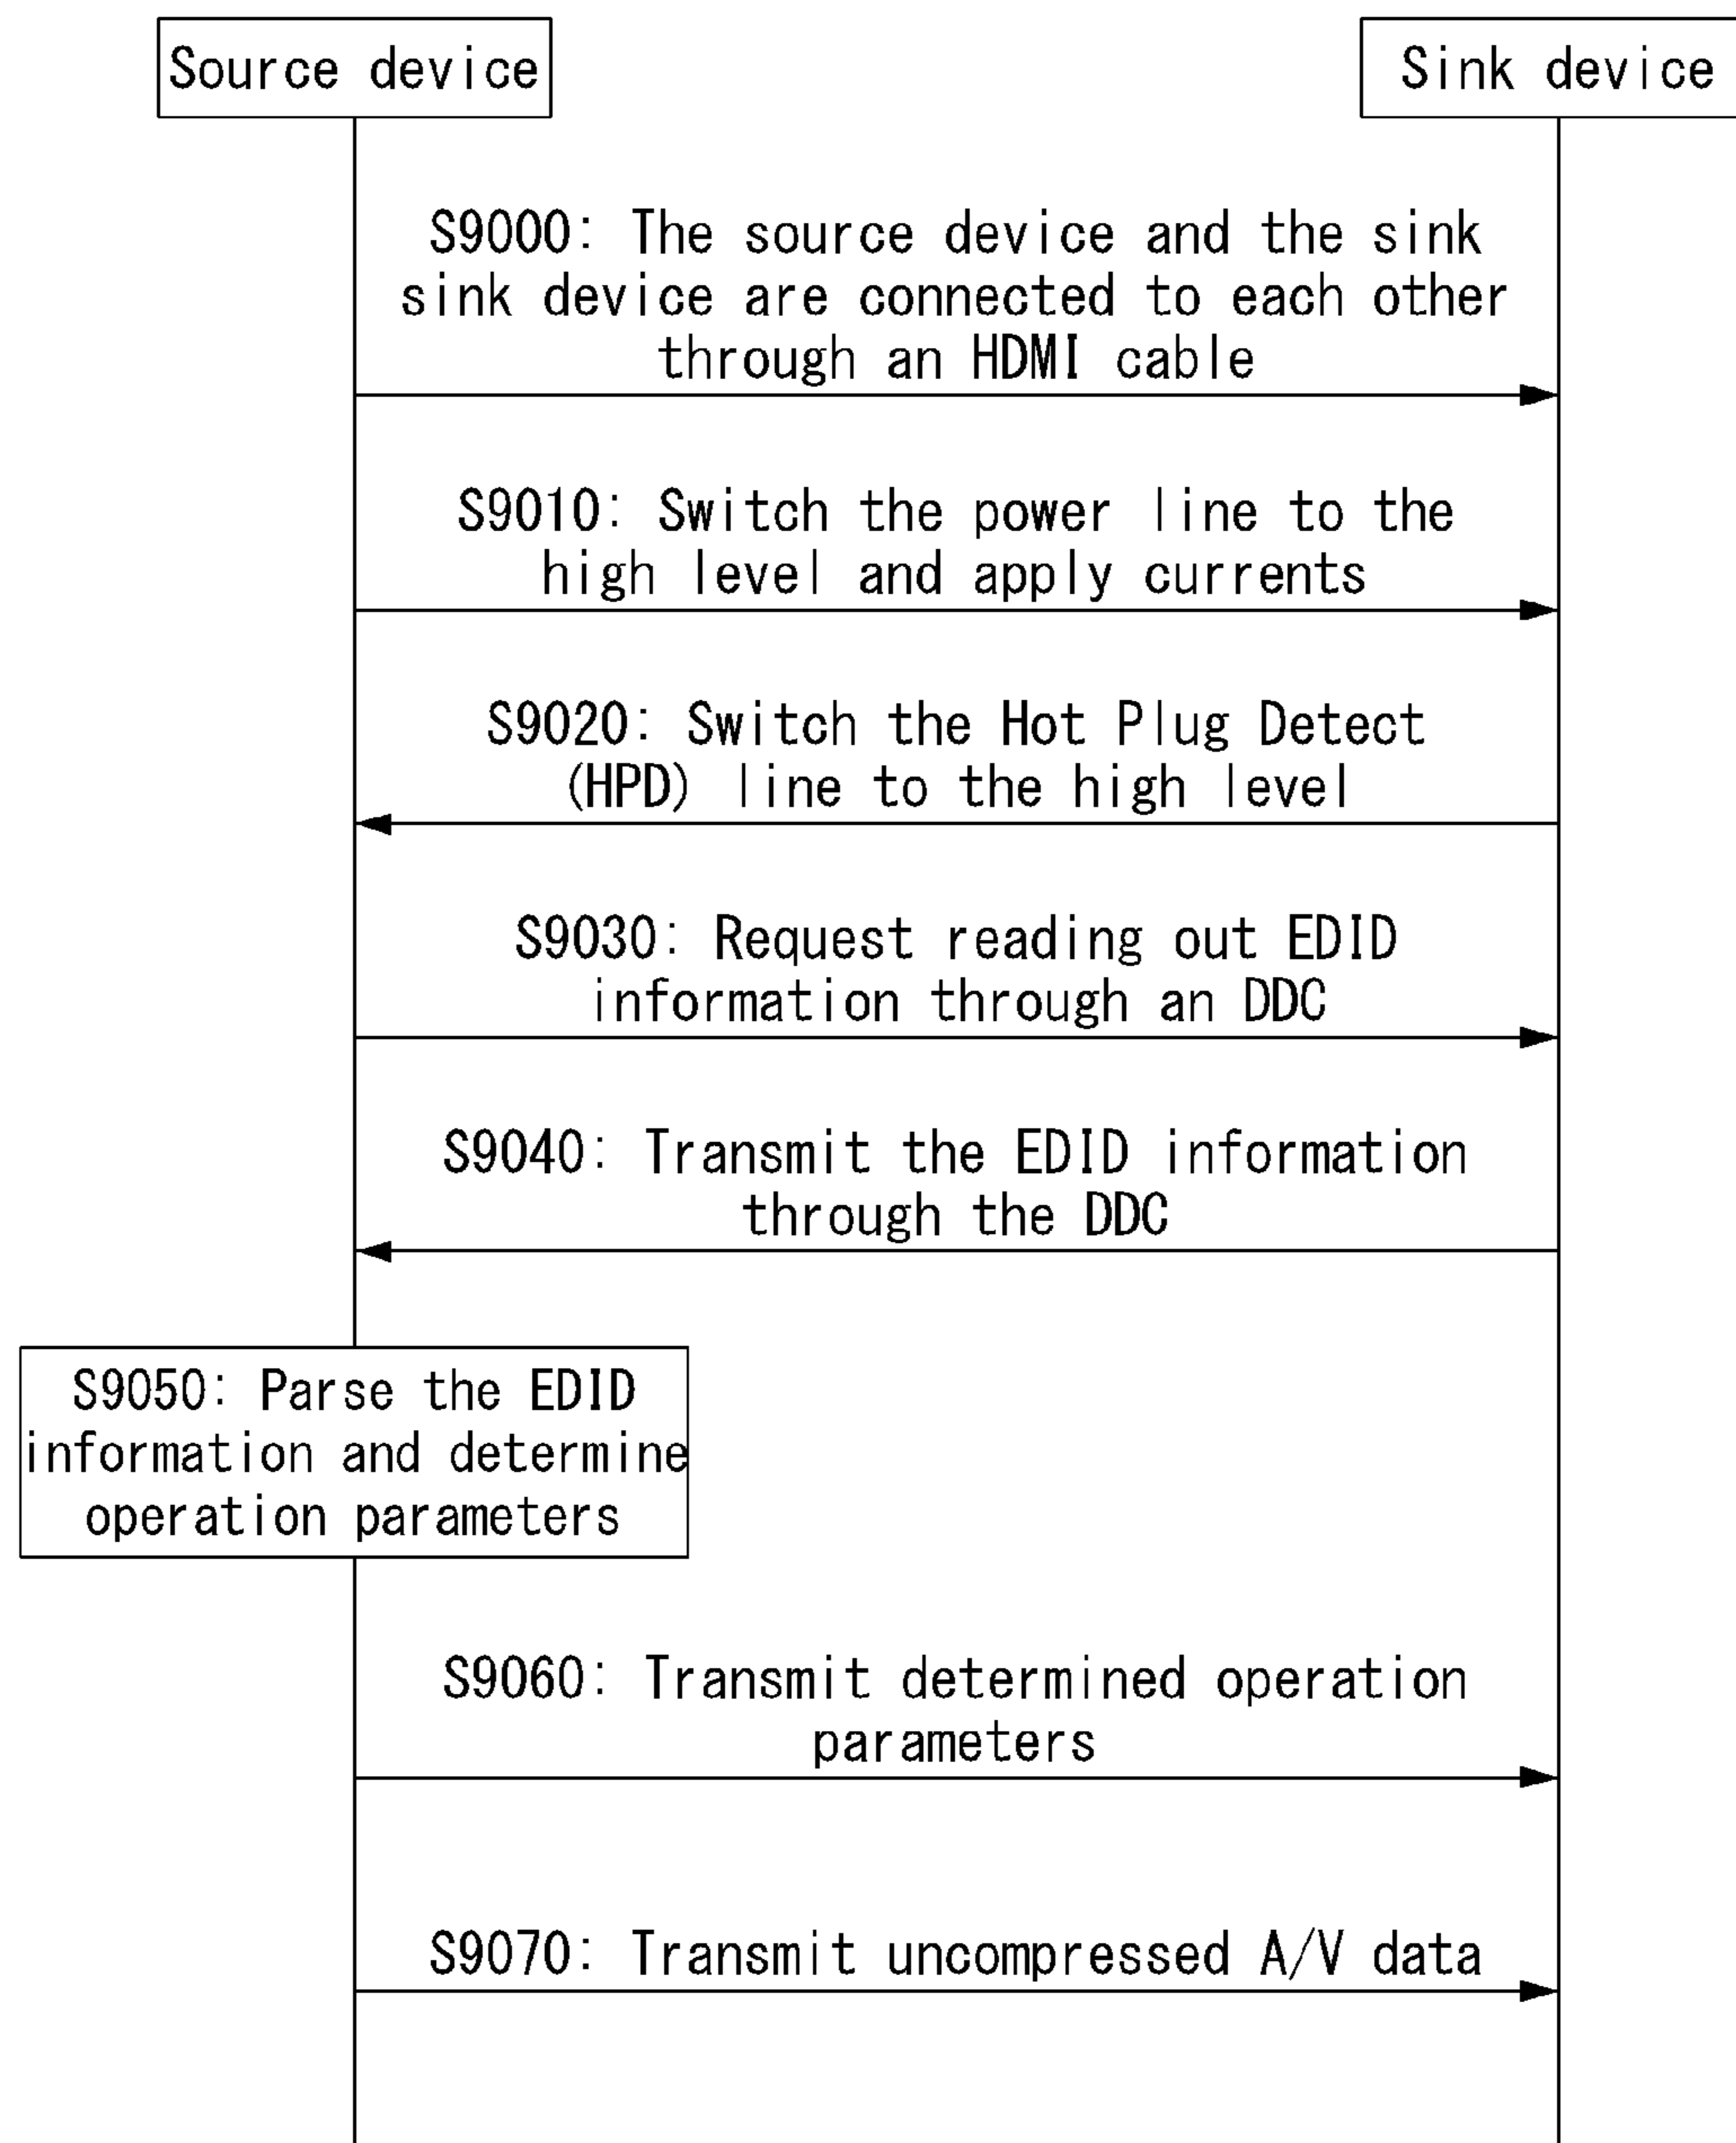 Source device
Sink device
S9000: The source device and the sink
sink device are connected to each other
through an HDMI cable
S9010: Switch the power line to the
high level and apply currents
S9020: Switch the Hot Plug Detect
(HPD) line to the high level
S9030: Request reading out EDID
information through an DDC
S9040: Transmit the EDID information
through the DDC
S9050: Parse the EDID
information and determine
operation parameters
S9060: Transmit determined operation
parameters
S9070: Transmit uncompressed A/V data